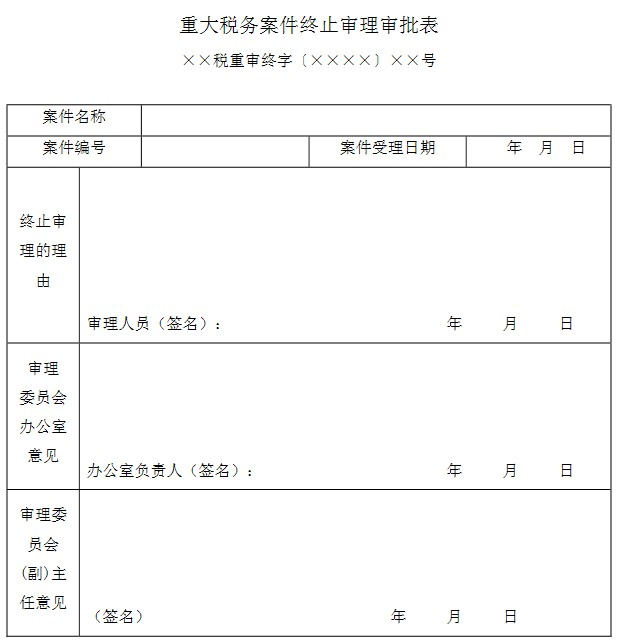 重大税务案件终止审理审批表
××税重审终字〔××××〕××号
案件名称
案件编号 案件受理日期 年 月 日
终止审
理的理
由
审理人员（签名）： 年 月 日
审理
委员会
办公室
意见
办公室负责人（签名）： 年 月 日
审理委
员会
(副)主
任意见
（签名） 年 月 日